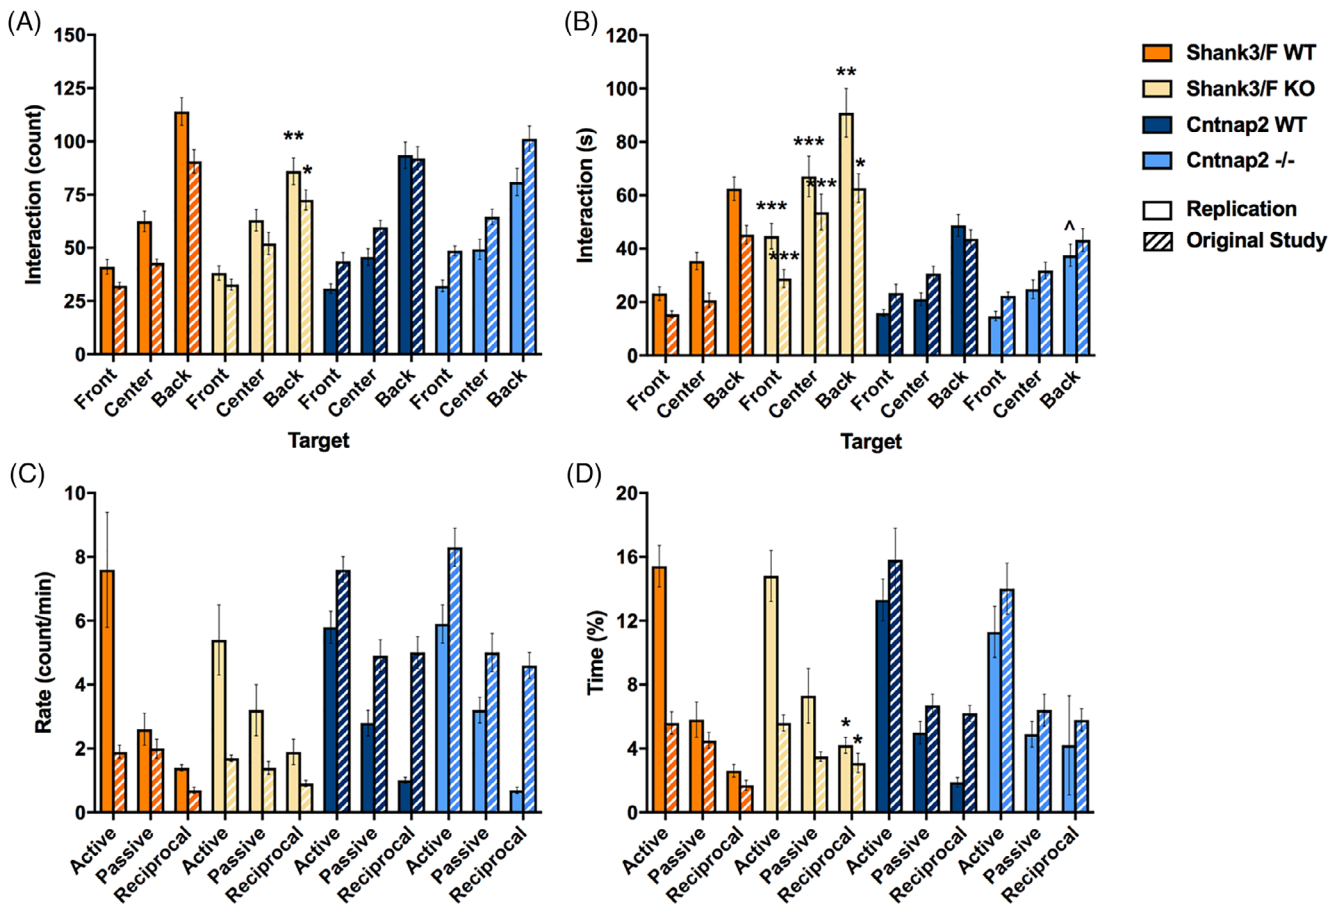 (A)
Interaction (count)
150
125
100
75
50
25
0
** *
Front Center Back Front Center Back Front Center Back Front Center Back
Target
(B)
Interaction (s)
120
100
80
60
40
20
0
*** *** *** *** ** * ^
Front Center Back Front Center Back Front Center Back Front Center Back
Target
Shank3/F WT
Shank3/F KO
Cntnap2 WT
Cntnap2 -/-
Replication
Original Study
(C)
Rate (count/min)
10
8
6
4
2
0
Active Passive Reciprocal Active Passive Reciprocal Active Passive Reciprocal Active Passive Reciprocal
(D)
Time (%)
20
16
12
8
4
0
* *
Active Passive Reciprocal Active Passive Reciprocal Active Passive Reciprocal Active Passive Reciprocal